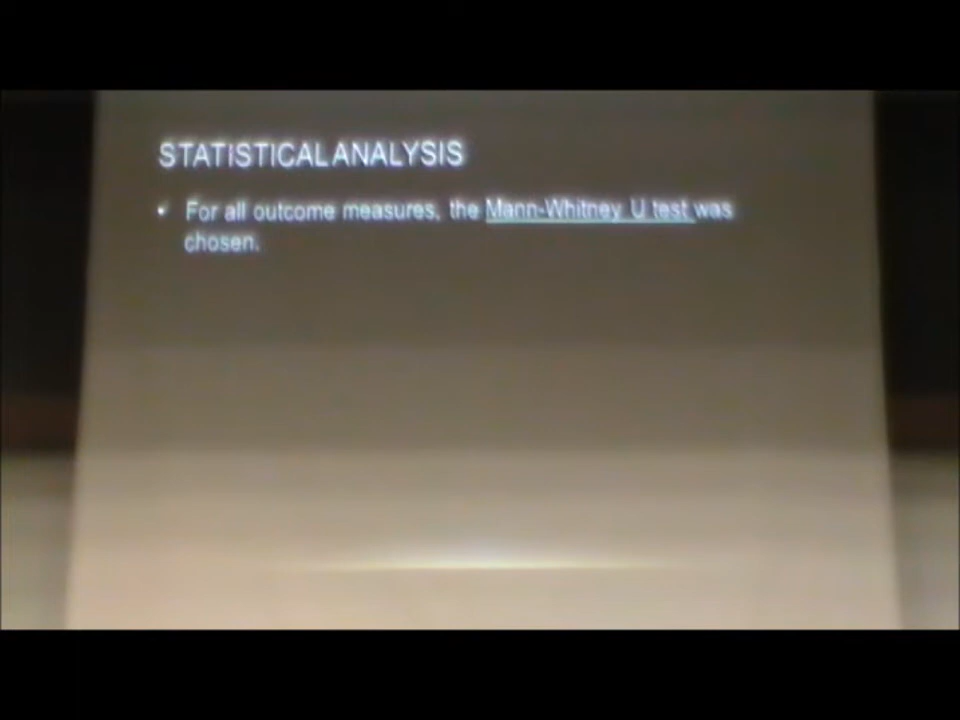 STATISTICAL ANALYSIS
• For all outcome measures, the Mann-Whitney U test was
chosen.